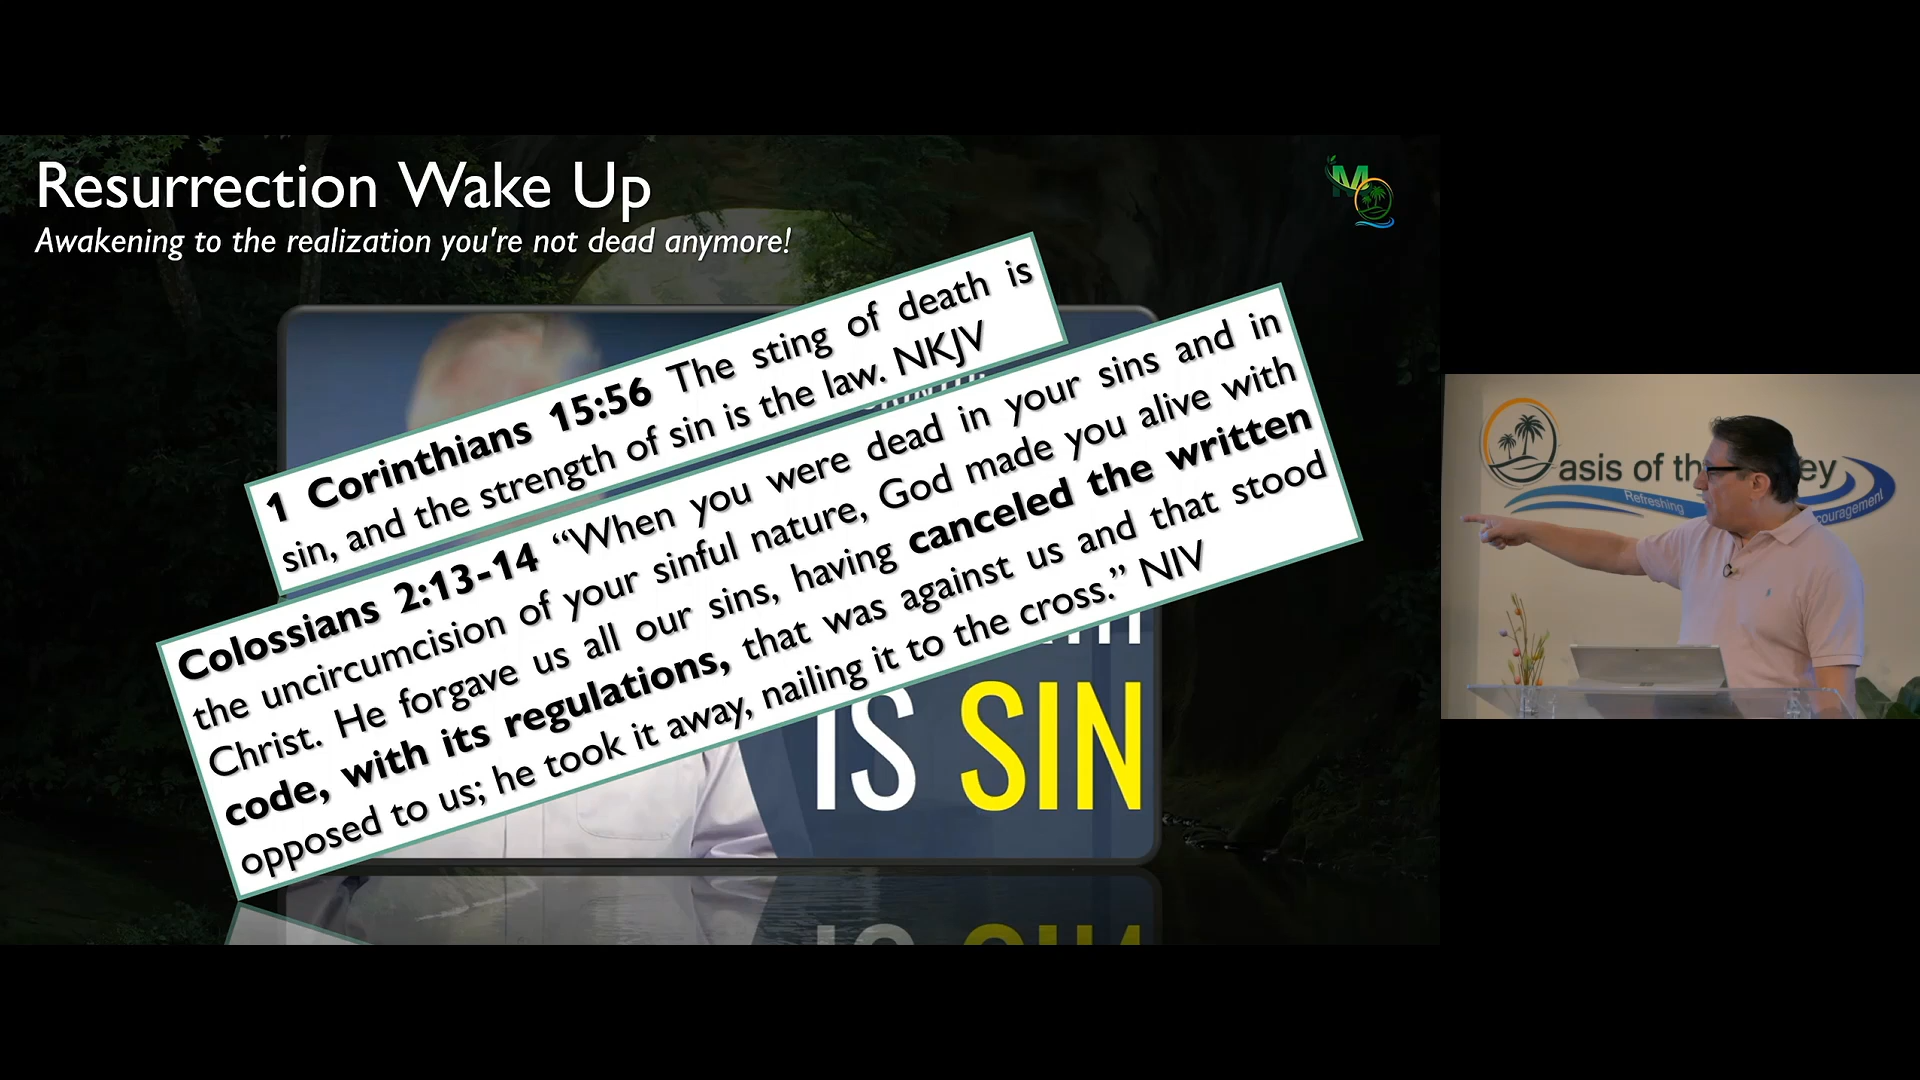 Resurrection Wake Up
Awakening to the realization you're not dead anymore!
M
1 Corinthians 15:56 The sting of death is
sin, and the strength of sin is the law. NKJV
Colossians 2:13-14 “When you were dead in your sins and in
the uncircumcision of your sinful nature, God made you alive with
Christ. He forgave us all our sins, having canceled the written
code, with its regulations, that was against us and that stood
opposed to us; he took it away, nailing it to the cross.” NIV
IS SIN
asis of th ey
Refreshing
couragement